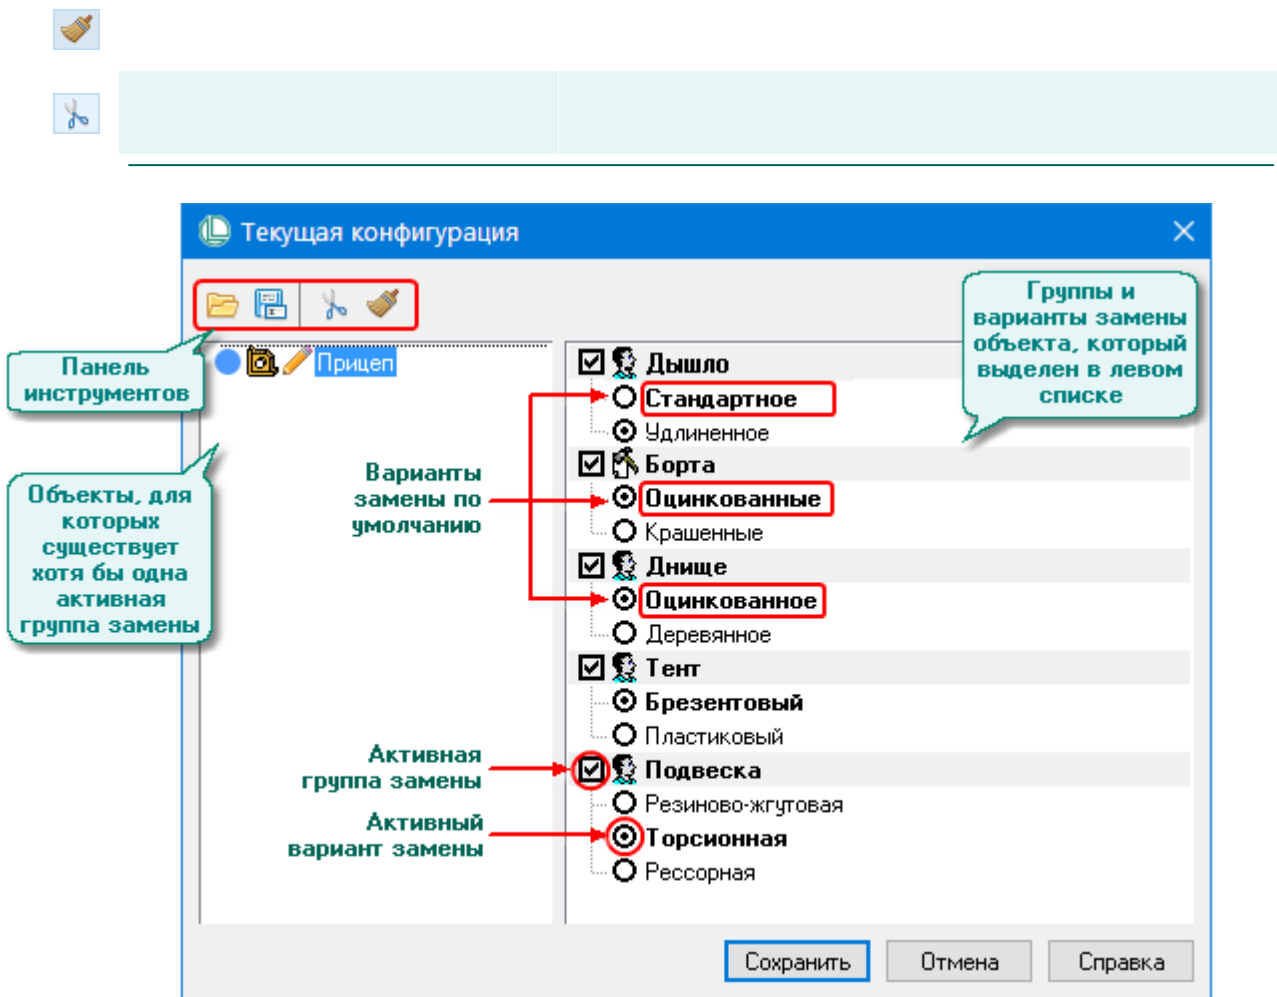 Текущая конфигурация
Группы и
варианты замены
объекта, который
выделен в левом
списке
Панель
инструментов
Прицеп
Объекты, для
которых
существует
хотя бы одна
активная
группа замены
Варианты
замены по
умолчанию
Активная
группа замены
Активный
вариант замены
Дышло
Стандартное
Удлиненное
Борта
Оцинкованные
Крашенные
Днище
Оцинкованное
Деревянное
Тент
Брезентовый
Пластиковый
Подвеска
Резиново-жгутовая
Торсионная
Рессорная
Сохранить
Отмена
Справка